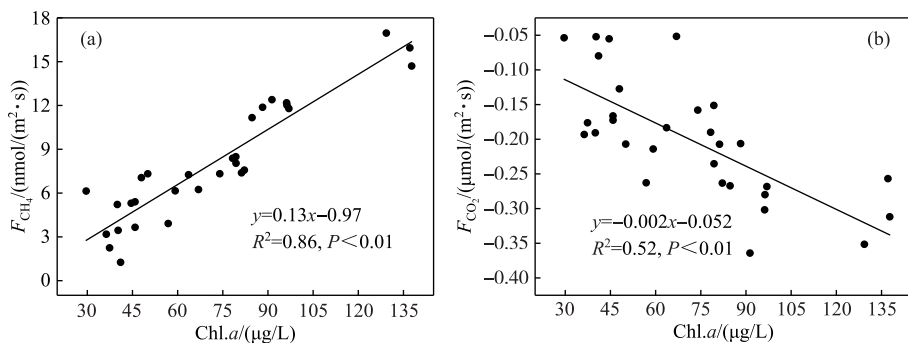 (a)
18
15
12
9
6
3
0
F_CH₄/(nmol/(m²·s))
y=0.13x−0.97
R²=0.86, P<0.01
30 45 60 75 90 105 120 135
Chl.a/(μg/L)
(b)
−0.05
−0.10
−0.15
−0.20
−0.25
−0.30
−0.35
−0.40
F_CO₂/(μmol/(m²·s))
y=−0.002x−0.052
R²=0.52, P<0.01
30 45 60 75 90 105 120 135
Chl.a/(μg/L)